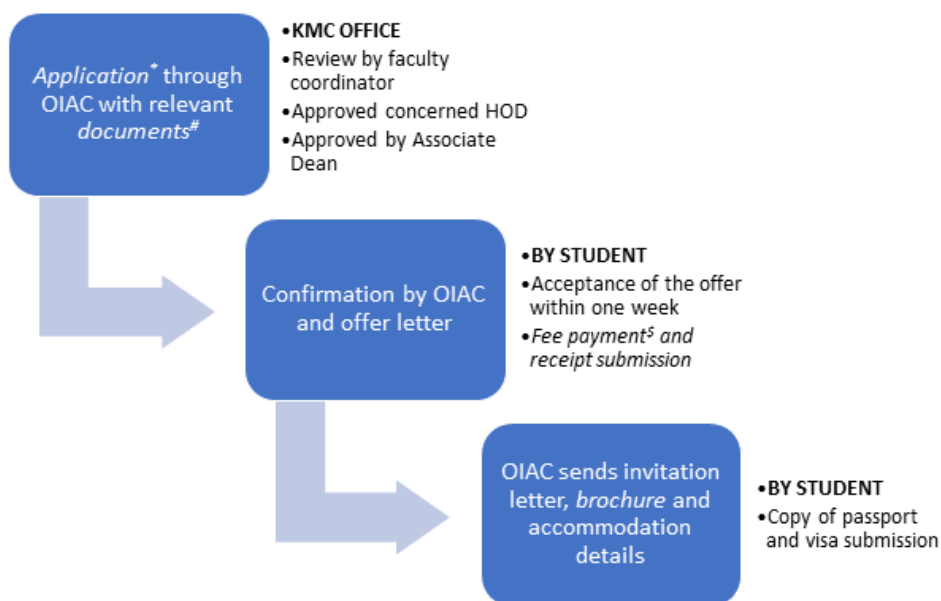 Application* through
OIAC with relevant
documents#
•KMC OFFICE
•Review by faculty
coordinator
•Approved concerned HOD
•Approved by Associate
Dean
Confirmation by OIAC
and offer letter
•BY STUDENT
•Acceptance of the offer
within one week
•Fee payment$ and
receipt submission
OIAC sends invitation
letter, brochure and
accommodation
details
•BY STUDENT
•Copy of passport
and visa submission